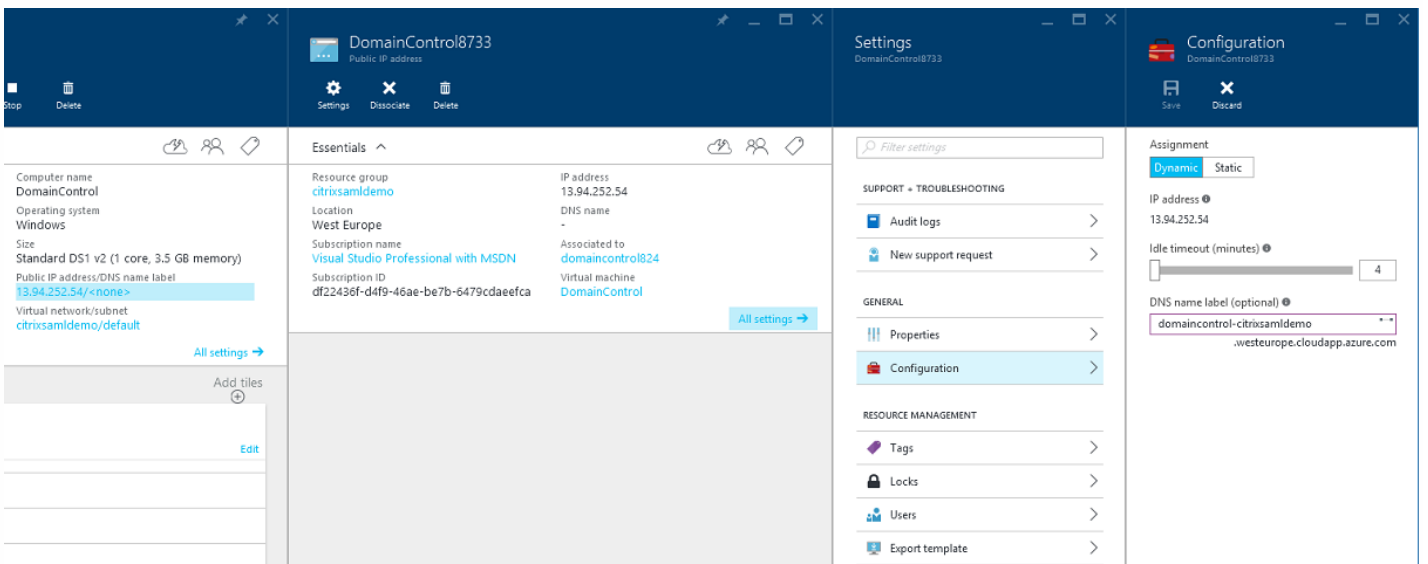 Stop
Delete
Computer name
DomainControl
Operating system
Windows
Size
Standard DS1 v2 (1 core, 3.5 GB memory)
Public IP address/DNS name label
13.94.252.54/<none>
Virtual network/subnet
citrixsamldemo/default
All settings →
Add tiles
Edit
DomainControl8733
Public IP address
Settings
Dissociate
Delete
Essentials
Resource group
citrixsamldemo
Location
West Europe
Subscription name
Visual Studio Professional with MSDN
Subscription ID
df22436f-d4f9-46ae-be7b-6479cdaeefca
IP address
13.94.252.54
DNS name
-
Associated to
domaincontrol824
Virtual machine
DomainControl
All settings →
Settings
DomainControl8733
Filter settings
SUPPORT + TROUBLESHOOTING
Audit logs
New support request
GENERAL
Properties
Configuration
RESOURCE MANAGEMENT
Tags
Locks
Users
Export template
Configuration
DomainControl8733
Save
Discard
Assignment
Dynamic
Static
IP address
13.94.252.54
Idle timeout (minutes)
4
DNS name label (optional)
domaincontrol-citrixsamldemo
.westeurope.cloudapp.azure.com